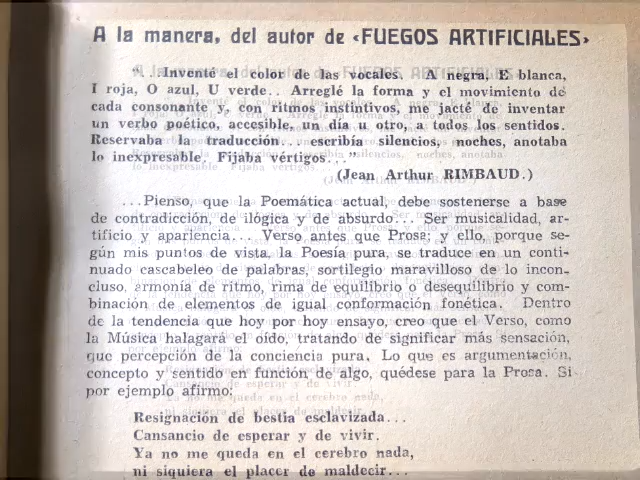 A la manera, del autor de «FUEGOS ARTIFICIALES»
"...Inventé el color de las vocales. A negra, E blanca,
I roja, O azul, U verde.. Arreglé la forma y el movimiento de
cada consonante y, con ritmos instintivos, me jacté de inventar
un verbo poético, accesible, un día u otro, a todos los sentidos.
Reservaba la traducción... escribía silencios, noches, anotaba
lo inexpresable. Fijaba vértigos..."
(Jean Arthur RIMBAUD.)
...Pienso, que la Poemática actual, debe sostenerse a base
de contradicción, de ilógica y de absurdo... Ser musicalidad, ar-
tificio y apariencia... Verso antes que Prosa; y ello, porque se-
gún mis puntos de vista, la Poesía pura, se traduce en un conti-
nuado cascabeleo de palabras, sortilegio maravilloso de lo incon-
cluso, armonía de ritmo, rima de equilibrio o desequilibrio y com-
binación de elementos de igual conformación fonética. Dentro
de la tendencia que hoy por hoy ensayo, creo que el Verso, como
la Música halagará el oído, tratando de significar más sensación,
que percepción de la conciencia pura. Lo que es argumentación,
concepto y sentido en función de algo, quédese para la Prosa. Si
por ejemplo afirmo:
Resignación de bestia esclavizada...
Cansancio de esperar y de vivir.
Ya no me queda en el cerebro nada,
ni siquiera el placer de maldecir...